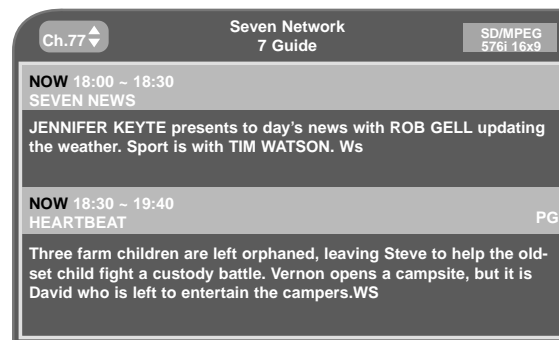 Ch.77
Seven Network
7 Guide
SD/MPEG
576i 16x9
NOW 18:00 ~ 18:30
SEVEN NEWS
JENNIFER KEYTE presents to day's news with ROB GELL updating
the weather. Sport is with TIM WATSON. Ws
NOW 18:30 ~ 19:40
HEARTBEAT
PG
Three farm children are left orphaned, leaving Steve to help the old-
set child fight a custody battle. Vernon opens a campsite, but it is
David who is left to entertain the campers.WS